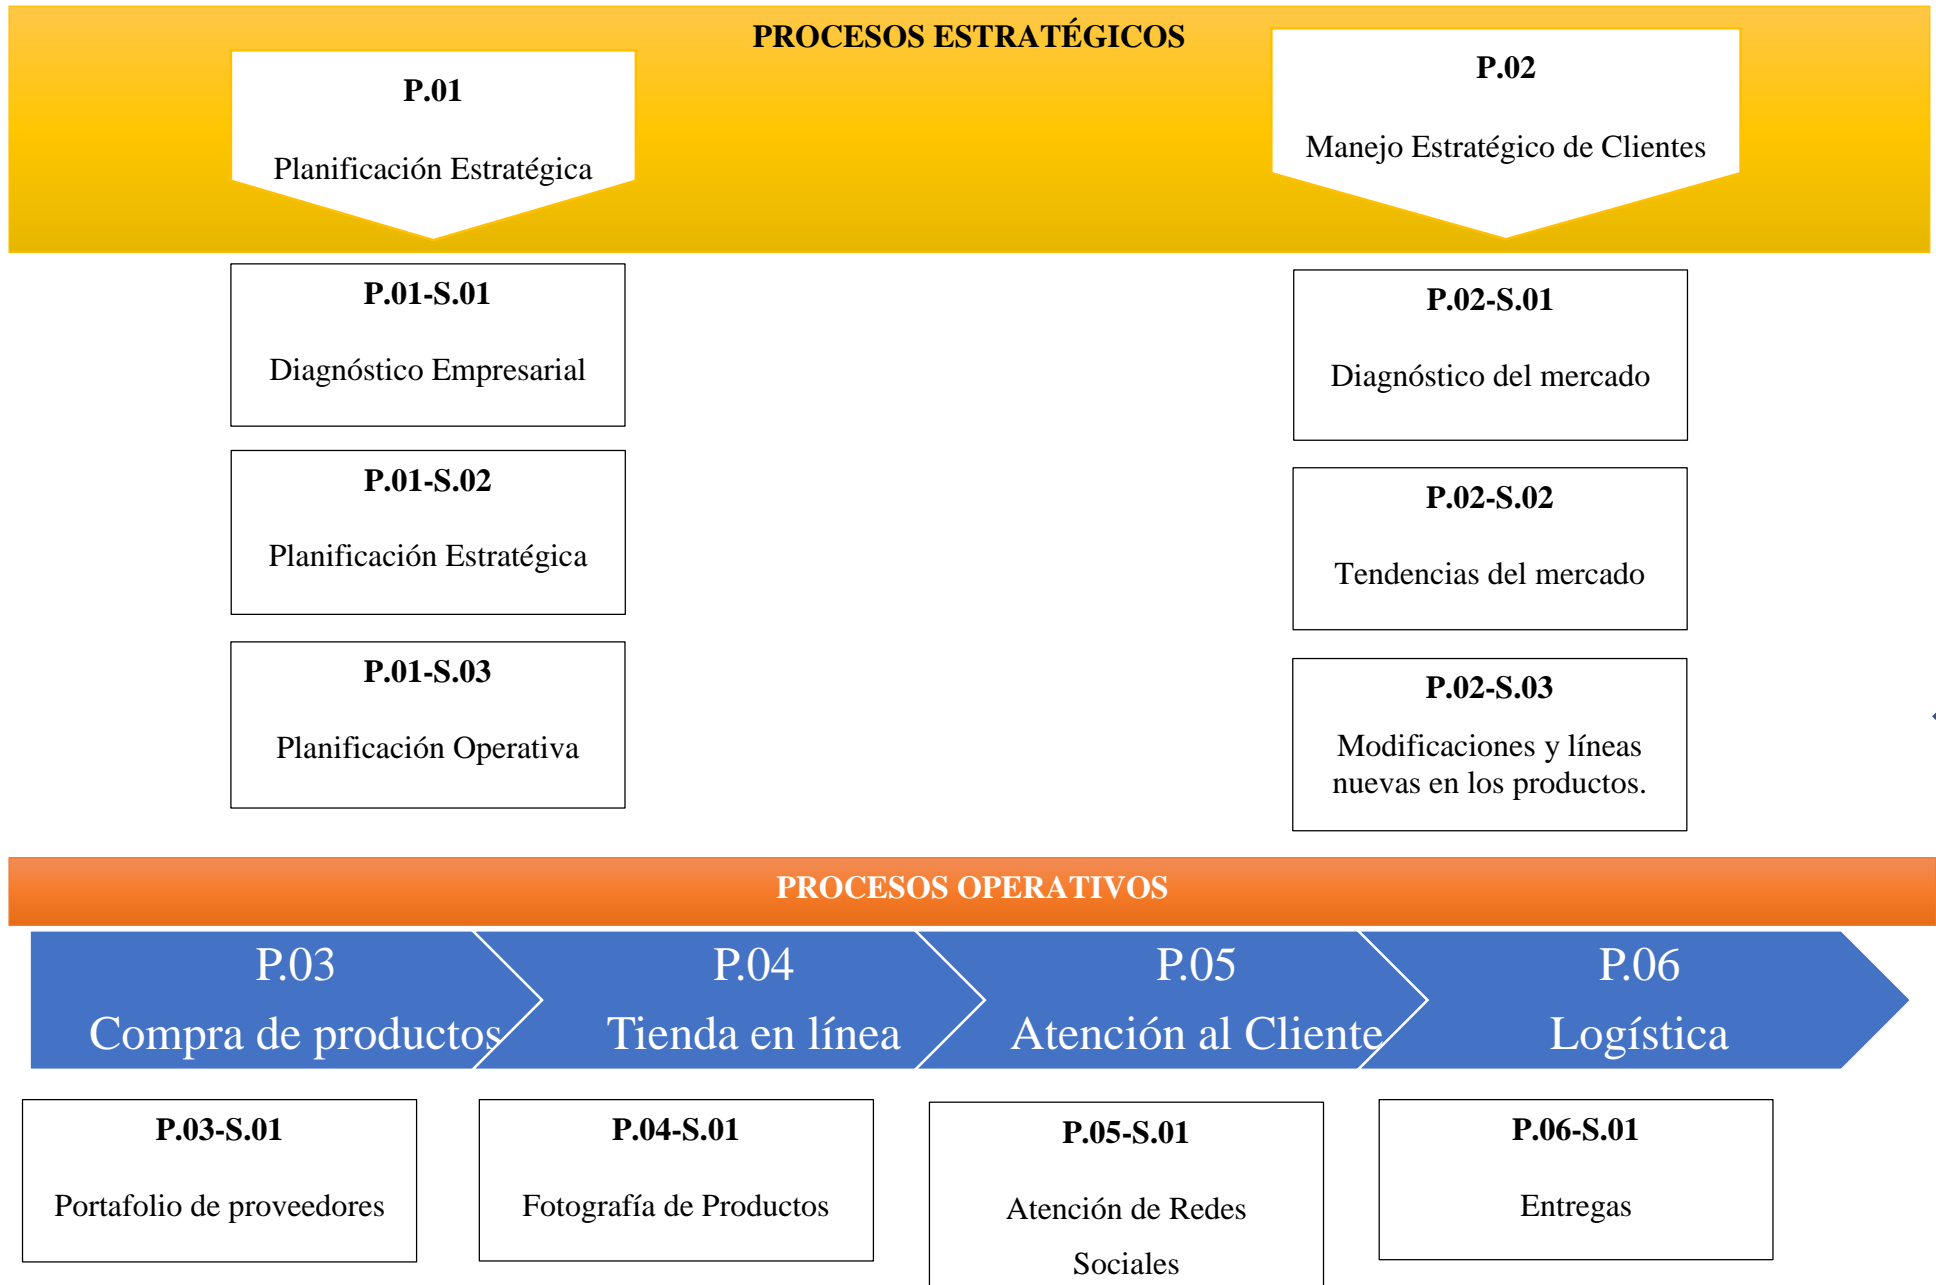 PROCESOS ESTRATÉGICOS
P.01
Planificación Estratégica
P.02
Manejo Estratégico de Clientes
P.01-S.01
Diagnóstico Empresarial
P.02-S.01
Diagnóstico del mercado
P.01-S.02
Planificación Estratégica
P.02-S.02
Tendencias del mercado
P.01-S.03
Planificación Operativa
P.02-S.03
Modificaciones y líneas
nuevas en los productos.
PROCESOS OPERATIVOS
P.03
Compra de productos
P.04
Tienda en línea
P.05
Atención al Cliente
P.06
Logística
P.03-S.01
Portafolio de proveedores
P.04-S.01
Fotografía de Productos
P.05-S.01
Atención de Redes
Sociales
P.06-S.01
Entregas